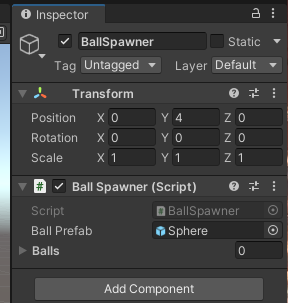 Inspector
BallSpawner Static
Tag Untagged Layer Default
Transform
Position X 0 Y 4 Z 0
Rotation X 0 Y 0 Z 0
Scale X 1 Y 1 Z 1
# Ball Spawner (Script)
Script BallSpawner
Ball Prefab Sphere
Balls 0
Add Component